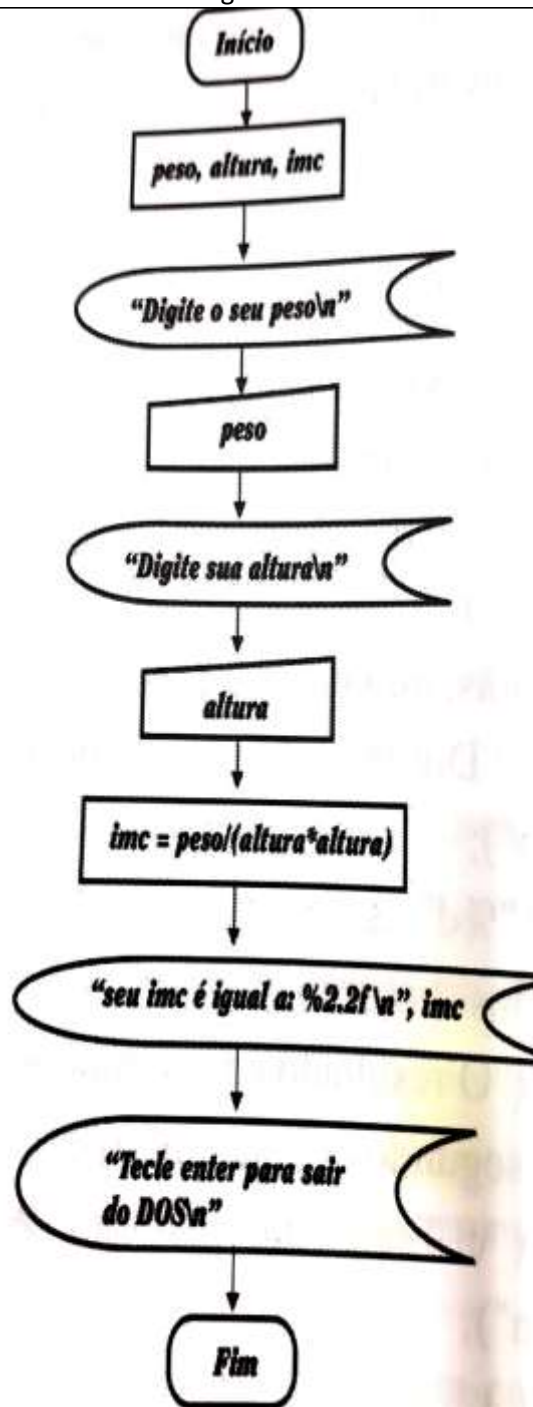 Início
peso, altura, imc
“Digite o seu peso\n”
peso
“Digite sua altura\n”
altura
imc = peso/(altura*altura)
“seu imc é igual a: %2.2f \n”, imc
“Tecle enter para sair
do DOS\n”
Fim